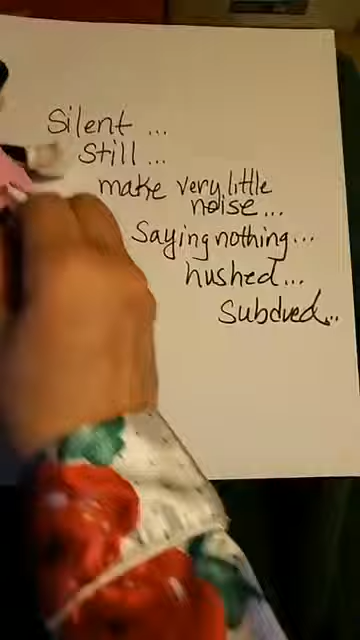 Silent ...
Still ...
make very little
noise...
Saying nothing...
hushed...
Subdued...